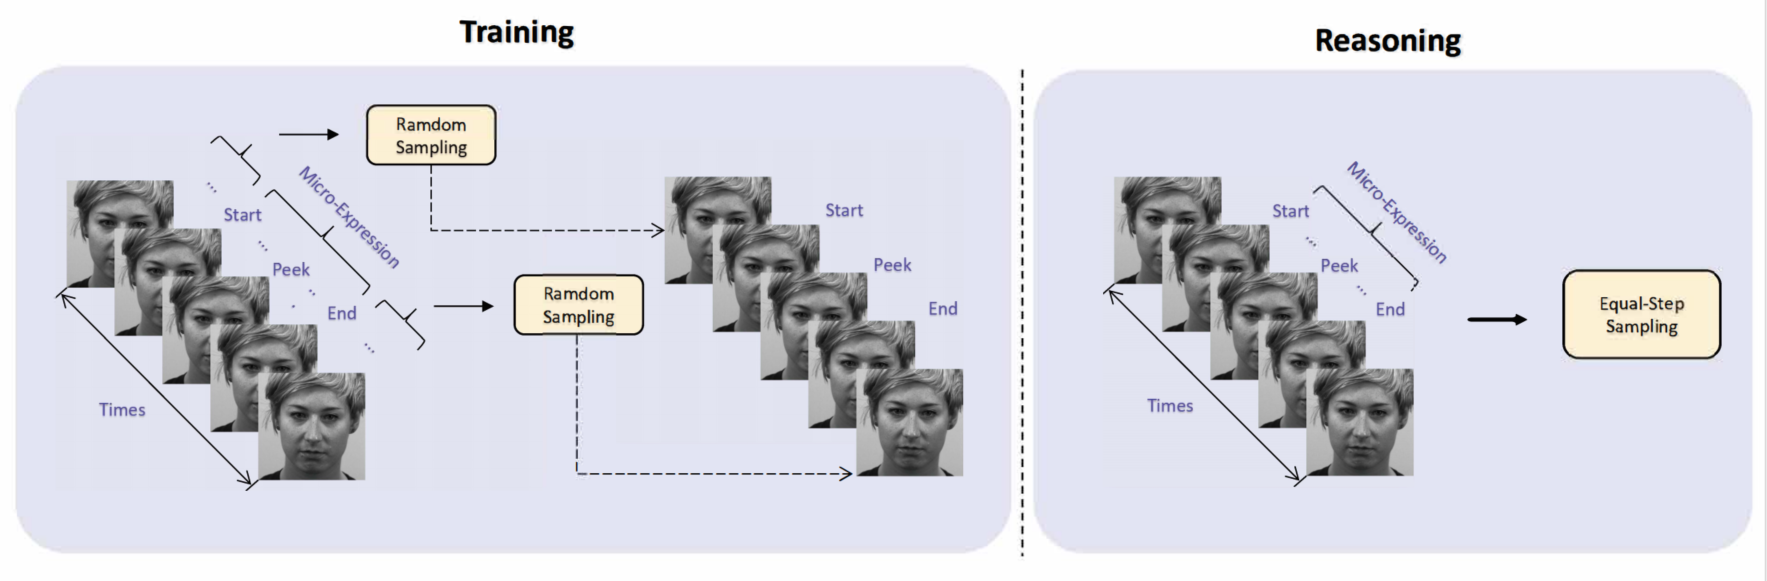 Training
Ramdom
Sampling
Micro-Expression
...
Start
...
Peek
..
.
End
...
Ramdom
Sampling
Times
Start
Peek
End
Reasoning
Micro-Expression
Start
...
Peek
...
End
Times
Equal-Step
Sampling